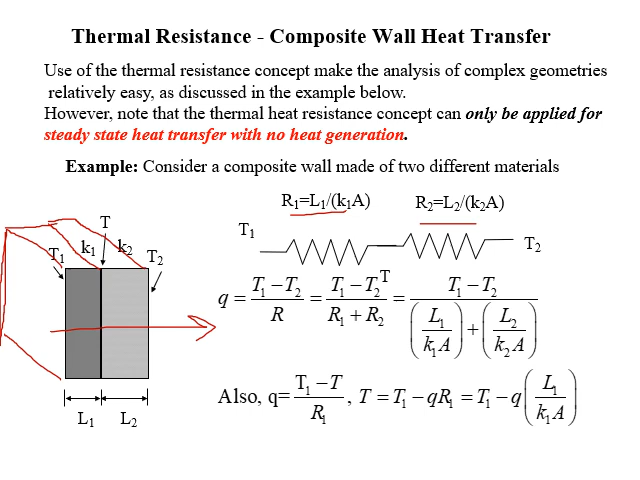 Thermal Resistance - Composite Wall Heat Transfer
Use of the thermal resistance concept make the analysis of complex geometries
relatively easy, as discussed in the example below.
However, note that the thermal heat resistance concept can only be applied for
steady state heat transfer with no heat generation.
Example: Consider a composite wall made of two different materials
R₁=L₁/(k₁A) R₂=L₂/(k₂A)
T₁ T₂
T
T₁ k₁ k₂ T₂
T
q = (T₁ − T₂)/R = (T₁ − T₂)/(R₁ + R₂) = (T₁ − T₂)/((L₁/(k₁A)) + (L₂/(k₂A)))
Also, q= (T₁ − T)/R₁ , T = T₁ − qR₁ = T₁ − q(L₁/(k₁A))
L₁ L₂